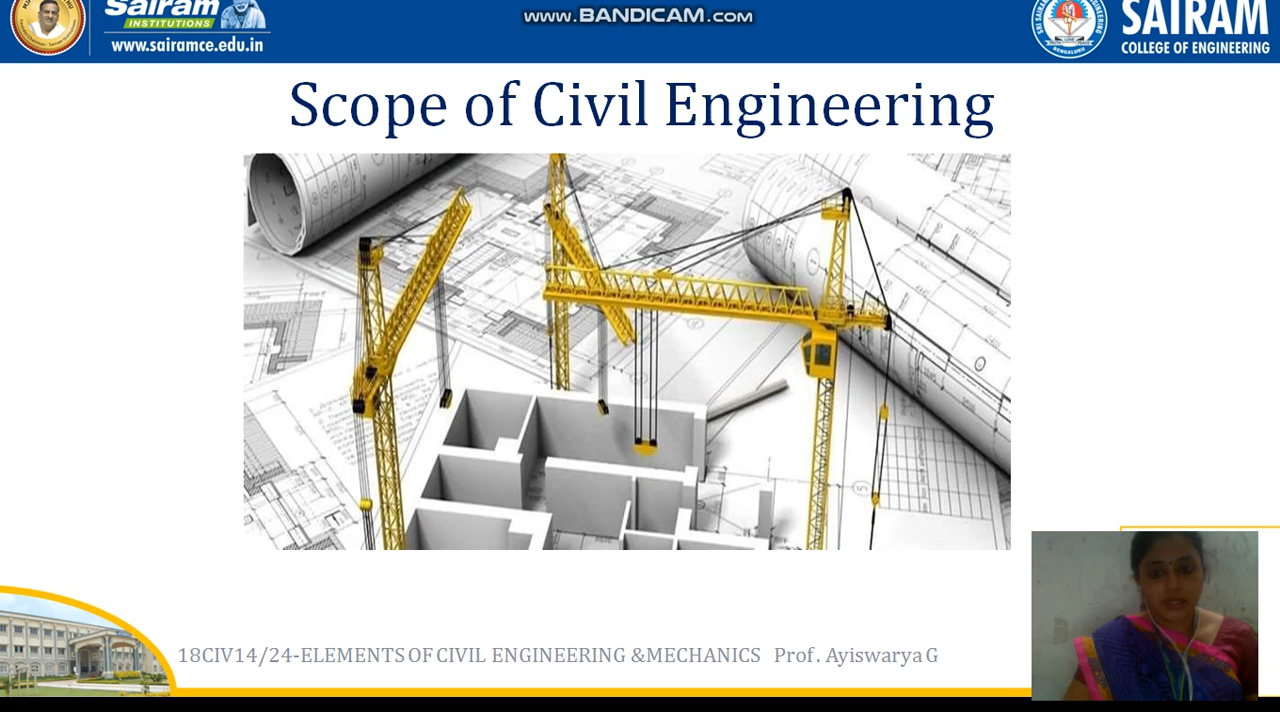 Sairam
INSTITUTIONS
www.sairamce.edu.in
www.BANDICAM.com
SAIRAM
COLLEGE OF ENGINEERING
Scope of Civil Engineering
18CIV14/24-ELEMENTS OF CIVIL ENGINEERING &MECHANICS Prof. Ayiswarya G